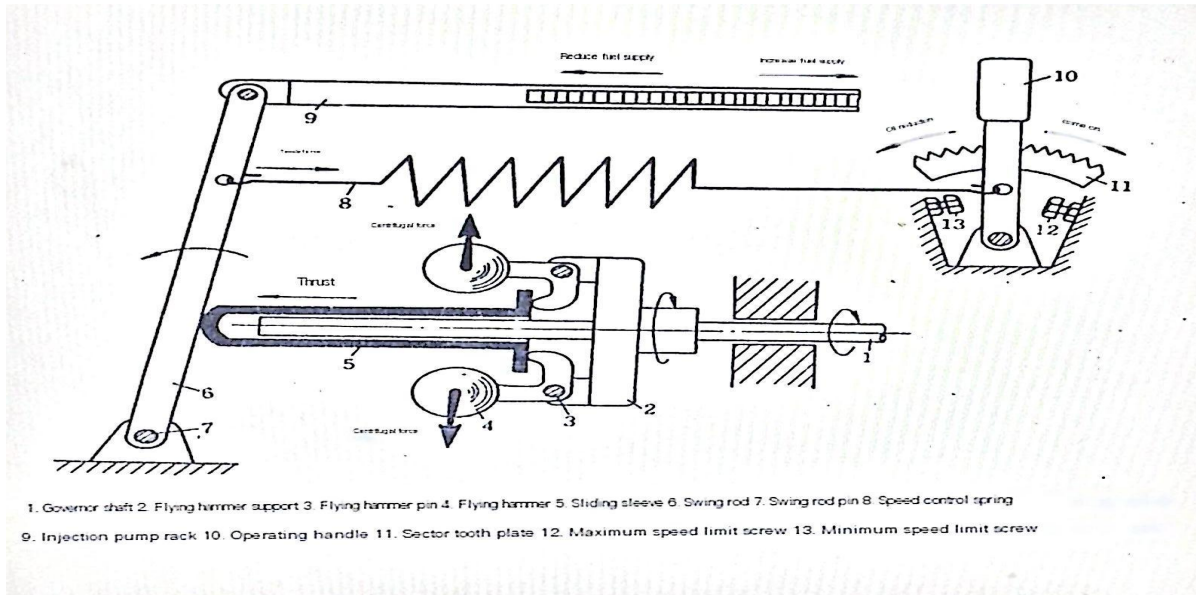 Reduce fuel supply
Increase fuel supply
10
9
Oil reduction
come on
Tensile force
8
11
13
12
Centrifugal force
Thrust
5
1
6
2
3
4
7
Centrifugal force
1. Governor shaft 2. Flying hammer support 3. Flying hammer pin 4. Flying hammer 5. Sliding sleeve 6. Swing rod 7. Swing rod pin 8. Speed control spring
9. Injection pump rack 10. Operating handle 11. Sector tooth plate 12. Maximum speed limit screw 13. Minimum speed limit screw